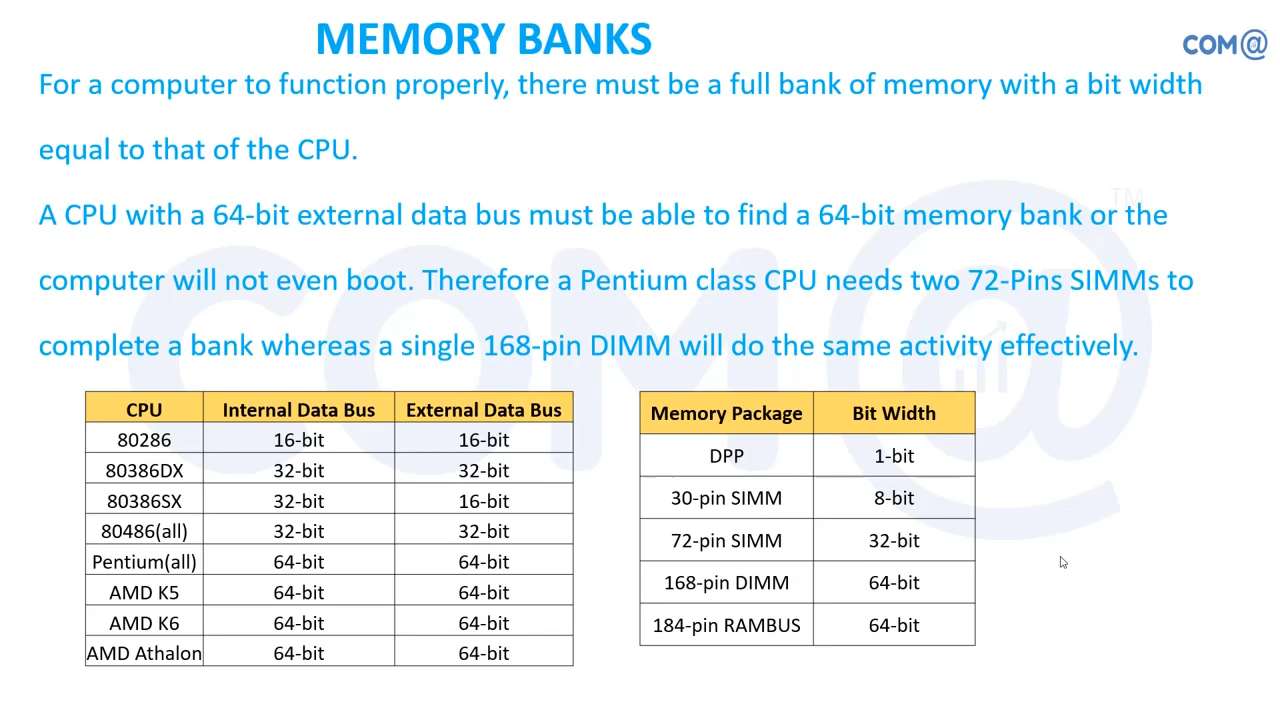 MEMORY BANKS
COM@
For a computer to function properly, there must be a full bank of memory with a bit width
equal to that of the CPU.
A CPU with a 64-bit external data bus must be able to find a 64-bit memory bank or the
computer will not even boot. Therefore a Pentium class CPU needs two 72-Pins SIMMs to
complete a bank whereas a single 168-pin DIMM will do the same activity effectively.
COM@ TM
CPU Internal Data Bus External Data Bus
80286 16-bit 16-bit
80386DX 32-bit 32-bit
80386SX 32-bit 16-bit
80486(all) 32-bit 32-bit
Pentium(all) 64-bit 64-bit
AMD K5 64-bit 64-bit
AMD K6 64-bit 64-bit
AMD Athalon 64-bit 64-bit
Memory Package Bit Width
DPP 1-bit
30-pin SIMM 8-bit
72-pin SIMM 32-bit
168-pin DIMM 64-bit
184-pin RAMBUS 64-bit